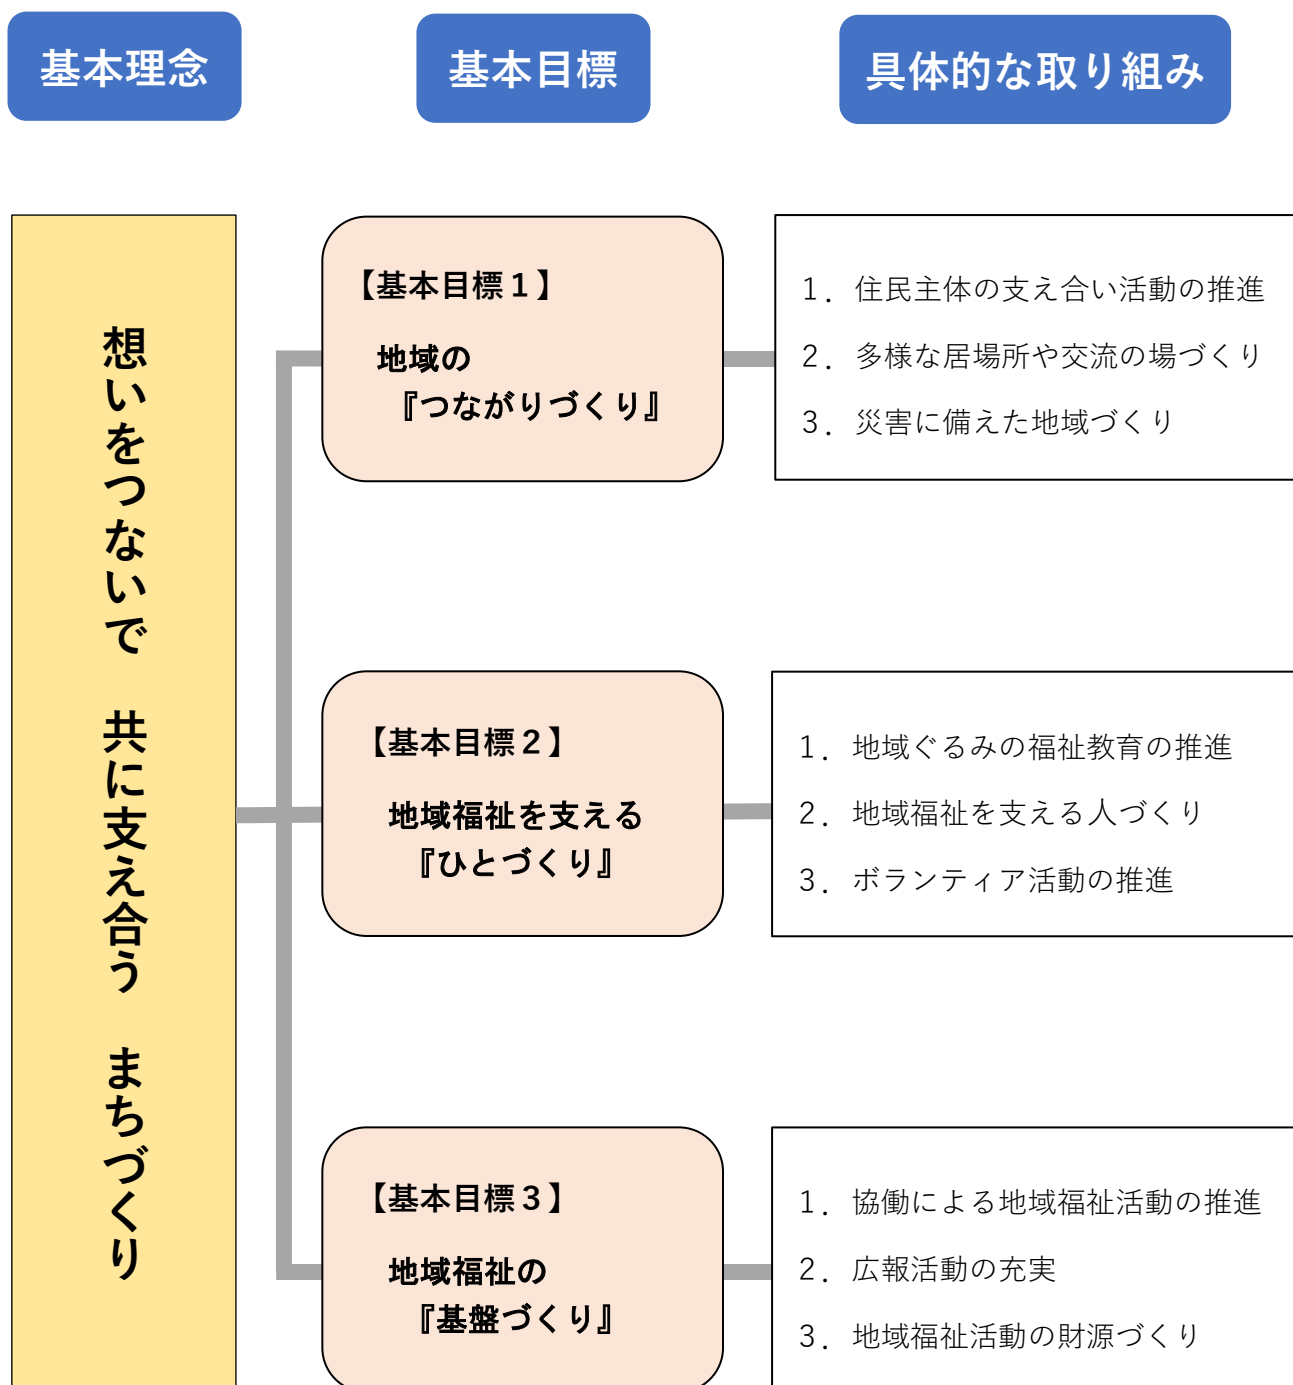 基本理念
基本目標
具体的な取り組み
想いをつないで　共に支え合う　まちづくり
【基本目標１】
地域の
『つながりづくり』
１．住民主体の支え合い活動の推進
２．多様な居場所や交流の場づくり
３．災害に備えた地域づくり
【基本目標２】
地域福祉を支える
『ひとづくり』
１．地域ぐるみの福祉教育の推進
２．地域福祉を支える人づくり
３．ボランティア活動の推進
【基本目標３】
地域福祉の
『基盤づくり』
１．協働による地域福祉活動の推進
２．広報活動の充実
３．地域福祉活動の財源づくり